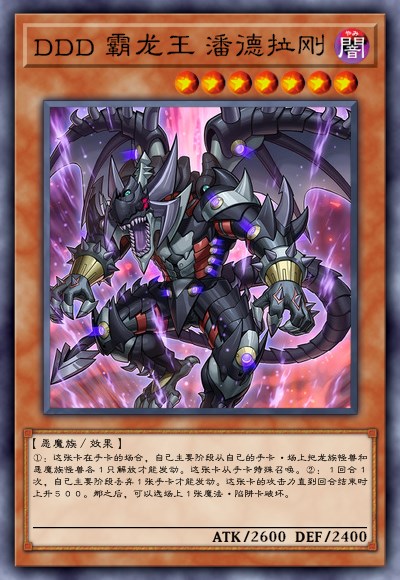 DDD 霸龙王 潘德拉刚
闇
やみ
【恶魔族／效果】
①：这张卡在手卡的场合，自己主要阶段从自己的手卡·场上把龙族怪兽和
恶魔族怪兽各１只解放才能发动。这张卡从手卡特殊召唤。②：１回合１
次，自己主要阶段丢弃１张手卡才能发动。这张卡的攻击力直到回合结束时
上升５００。那之后，可以选场上１张魔法·陷阱卡破坏。
ATK/2600 DEF/2400